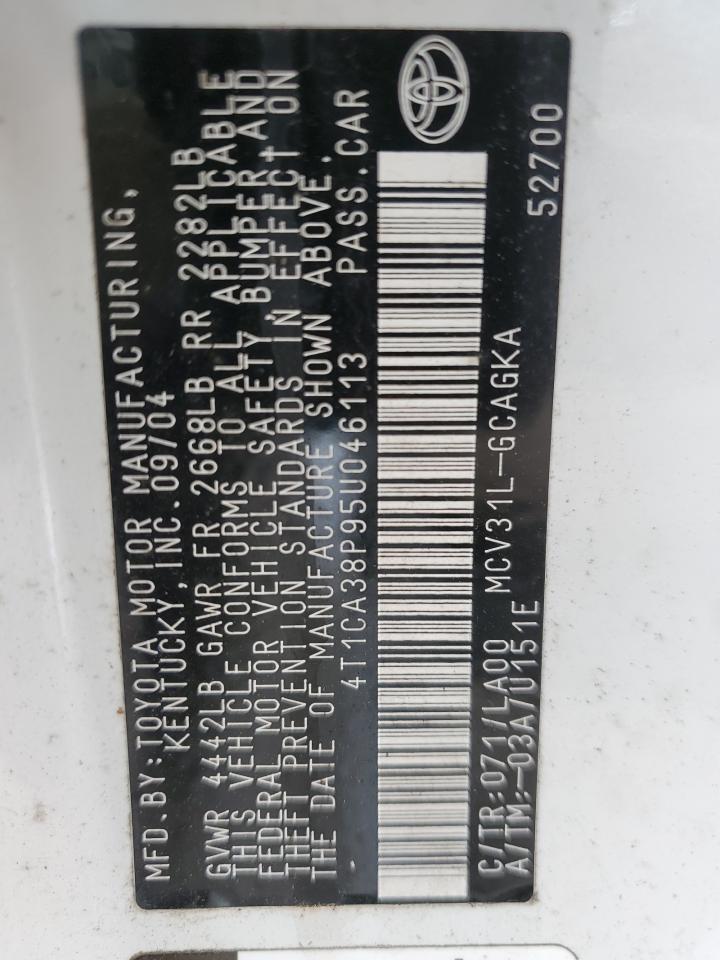 MFD.BY:TOYOTA MOTOR MANUFACTURING,
KENTUCKY,INC.09/04
GVWR 4442LB GAWR FR 2668LB RR 2282LB
THIS VEHICLE CONFORMS TO ALL APPLICABLE
FEDERAL MOTOR VEHICLE SAFETY, BUMPER AND
THEFT PREVENTION STANDARDS IN EFFECT ON
THE DATE OF MANUFACTURE SHOWN ABOVE.
4T1CA38P95U046113 PASS.CAR
C/TR:071/LA00 MCV31L-GCAGKA
A/TM:-03A/U151E 52700